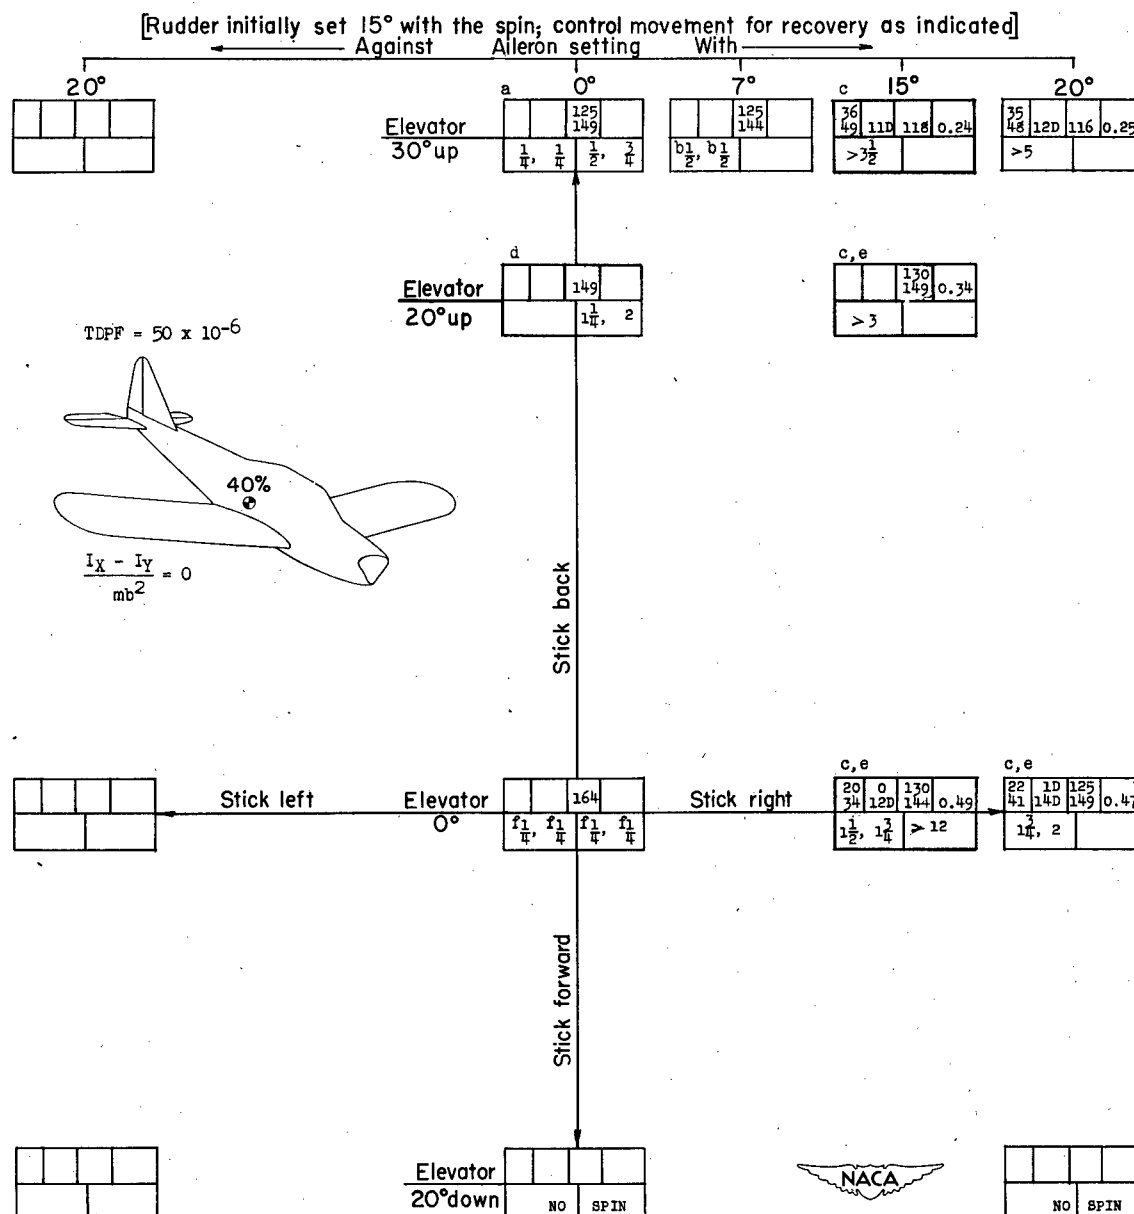 [Rudder initially set 15° with the spin; control movement for recovery as indicated]
Against Aileron setting With
20° 0° 7° 15° 20°
a c
Elevator
30° up
125
149
1/4, 1/4 1/2, 3/4
125
144
b1/2, b1/2
36
49 11D 118 0.24
>3 1/2
35
48 12D 116 0.25
>5
d c,e
Elevator
20° up
149
1 1/4, 2
130
149 0.34
>3
TDPF = 50 x 10-6
40%
IX - IY
mb2
= 0
Stick back
c,e c,e
Stick left
Elevator
0°
164
f1/4, f1/4 f1/4, f1/4
Stick right
20 0 130
34 12D 144 0.49
1 1/2, 1 3/4 > 12
22 1D 125
41 14D 149 0.47
1 3/4, 2
Stick forward
Elevator
20° down
NO SPIN
NACA
NO SPIN